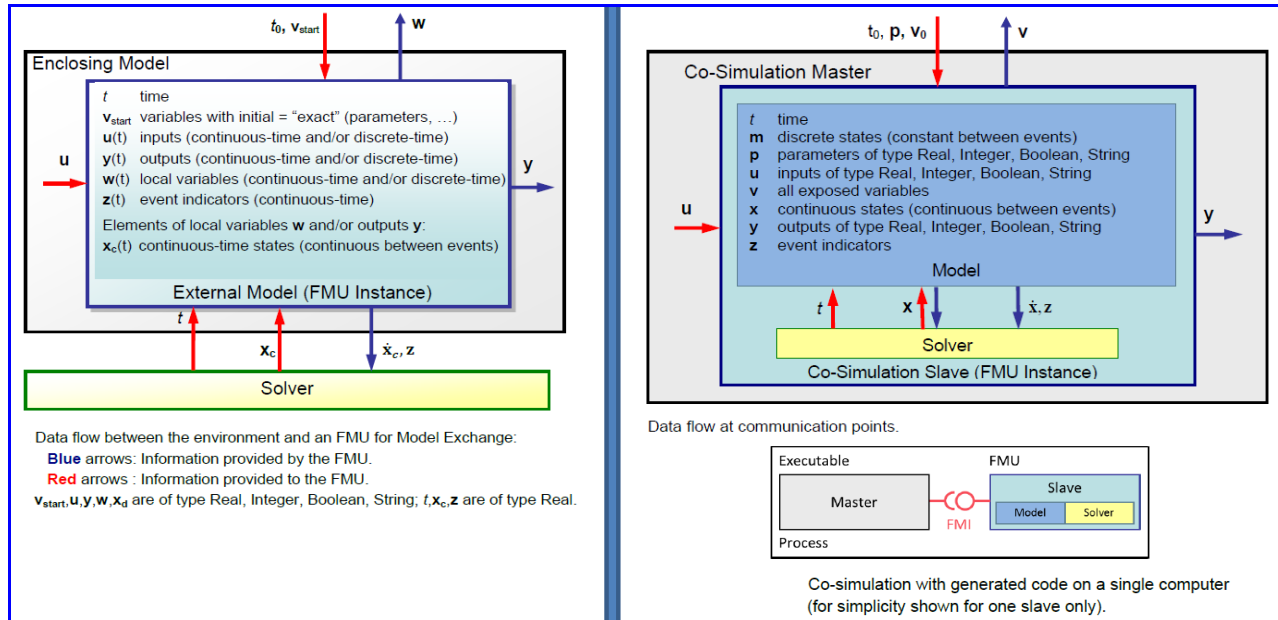 t0, vstart
w
Enclosing Model
t time
vstart variables with initial = “exact” (parameters, …)
u(t) inputs (continuous-time and/or discrete-time)
y(t) outputs (continuous-time and/or discrete-time)
w(t) local variables (continuous-time and/or discrete-time)
z(t) event indicators (continuous-time)
Elements of local variables w and/or outputs y:
xc(t) continuous-time states (continuous between events)
External Model (FMU Instance)
u
y
t
xc
ẋc, z
Solver
Data flow between the environment and an FMU for Model Exchange:
Blue arrows: Information provided by the FMU.
Red arrows : Information provided to the FMU.
vstart,u,y,w,xd are of type Real, Integer, Boolean, String; t,xc,z are of type Real.
t0, p, v0
v
Co-Simulation Master
t time
m discrete states (constant between events)
p parameters of type Real, Integer, Boolean, String
u inputs of type Real, Integer, Boolean, String
v all exposed variables
x continuous states (continuous between events)
y outputs of type Real, Integer, Boolean, String
z event indicators
Model
u
y
t
x
ẋ, z
Solver
Co-Simulation Slave (FMU Instance)
Data flow at communication points.
Executable
FMU
Master
Slave
Model
Solver
FMI
Process
Co-simulation with generated code on a single computer
(for simplicity shown for one slave only).